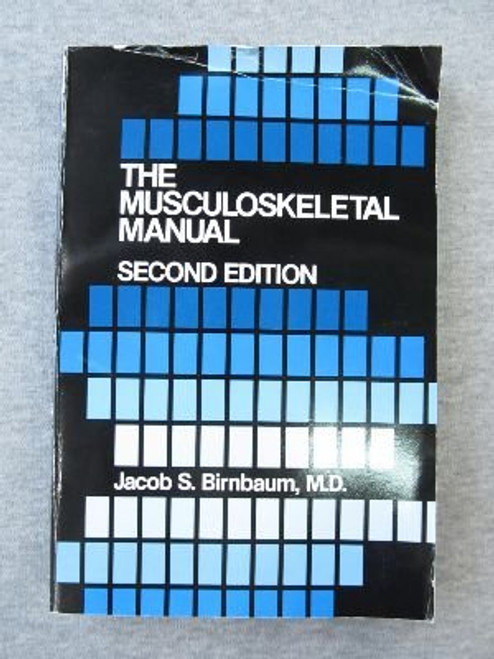 THE
MUSCULOSKELETAL
MANUAL
SECOND EDITION
Jacob S. Birnbaum, M.D.